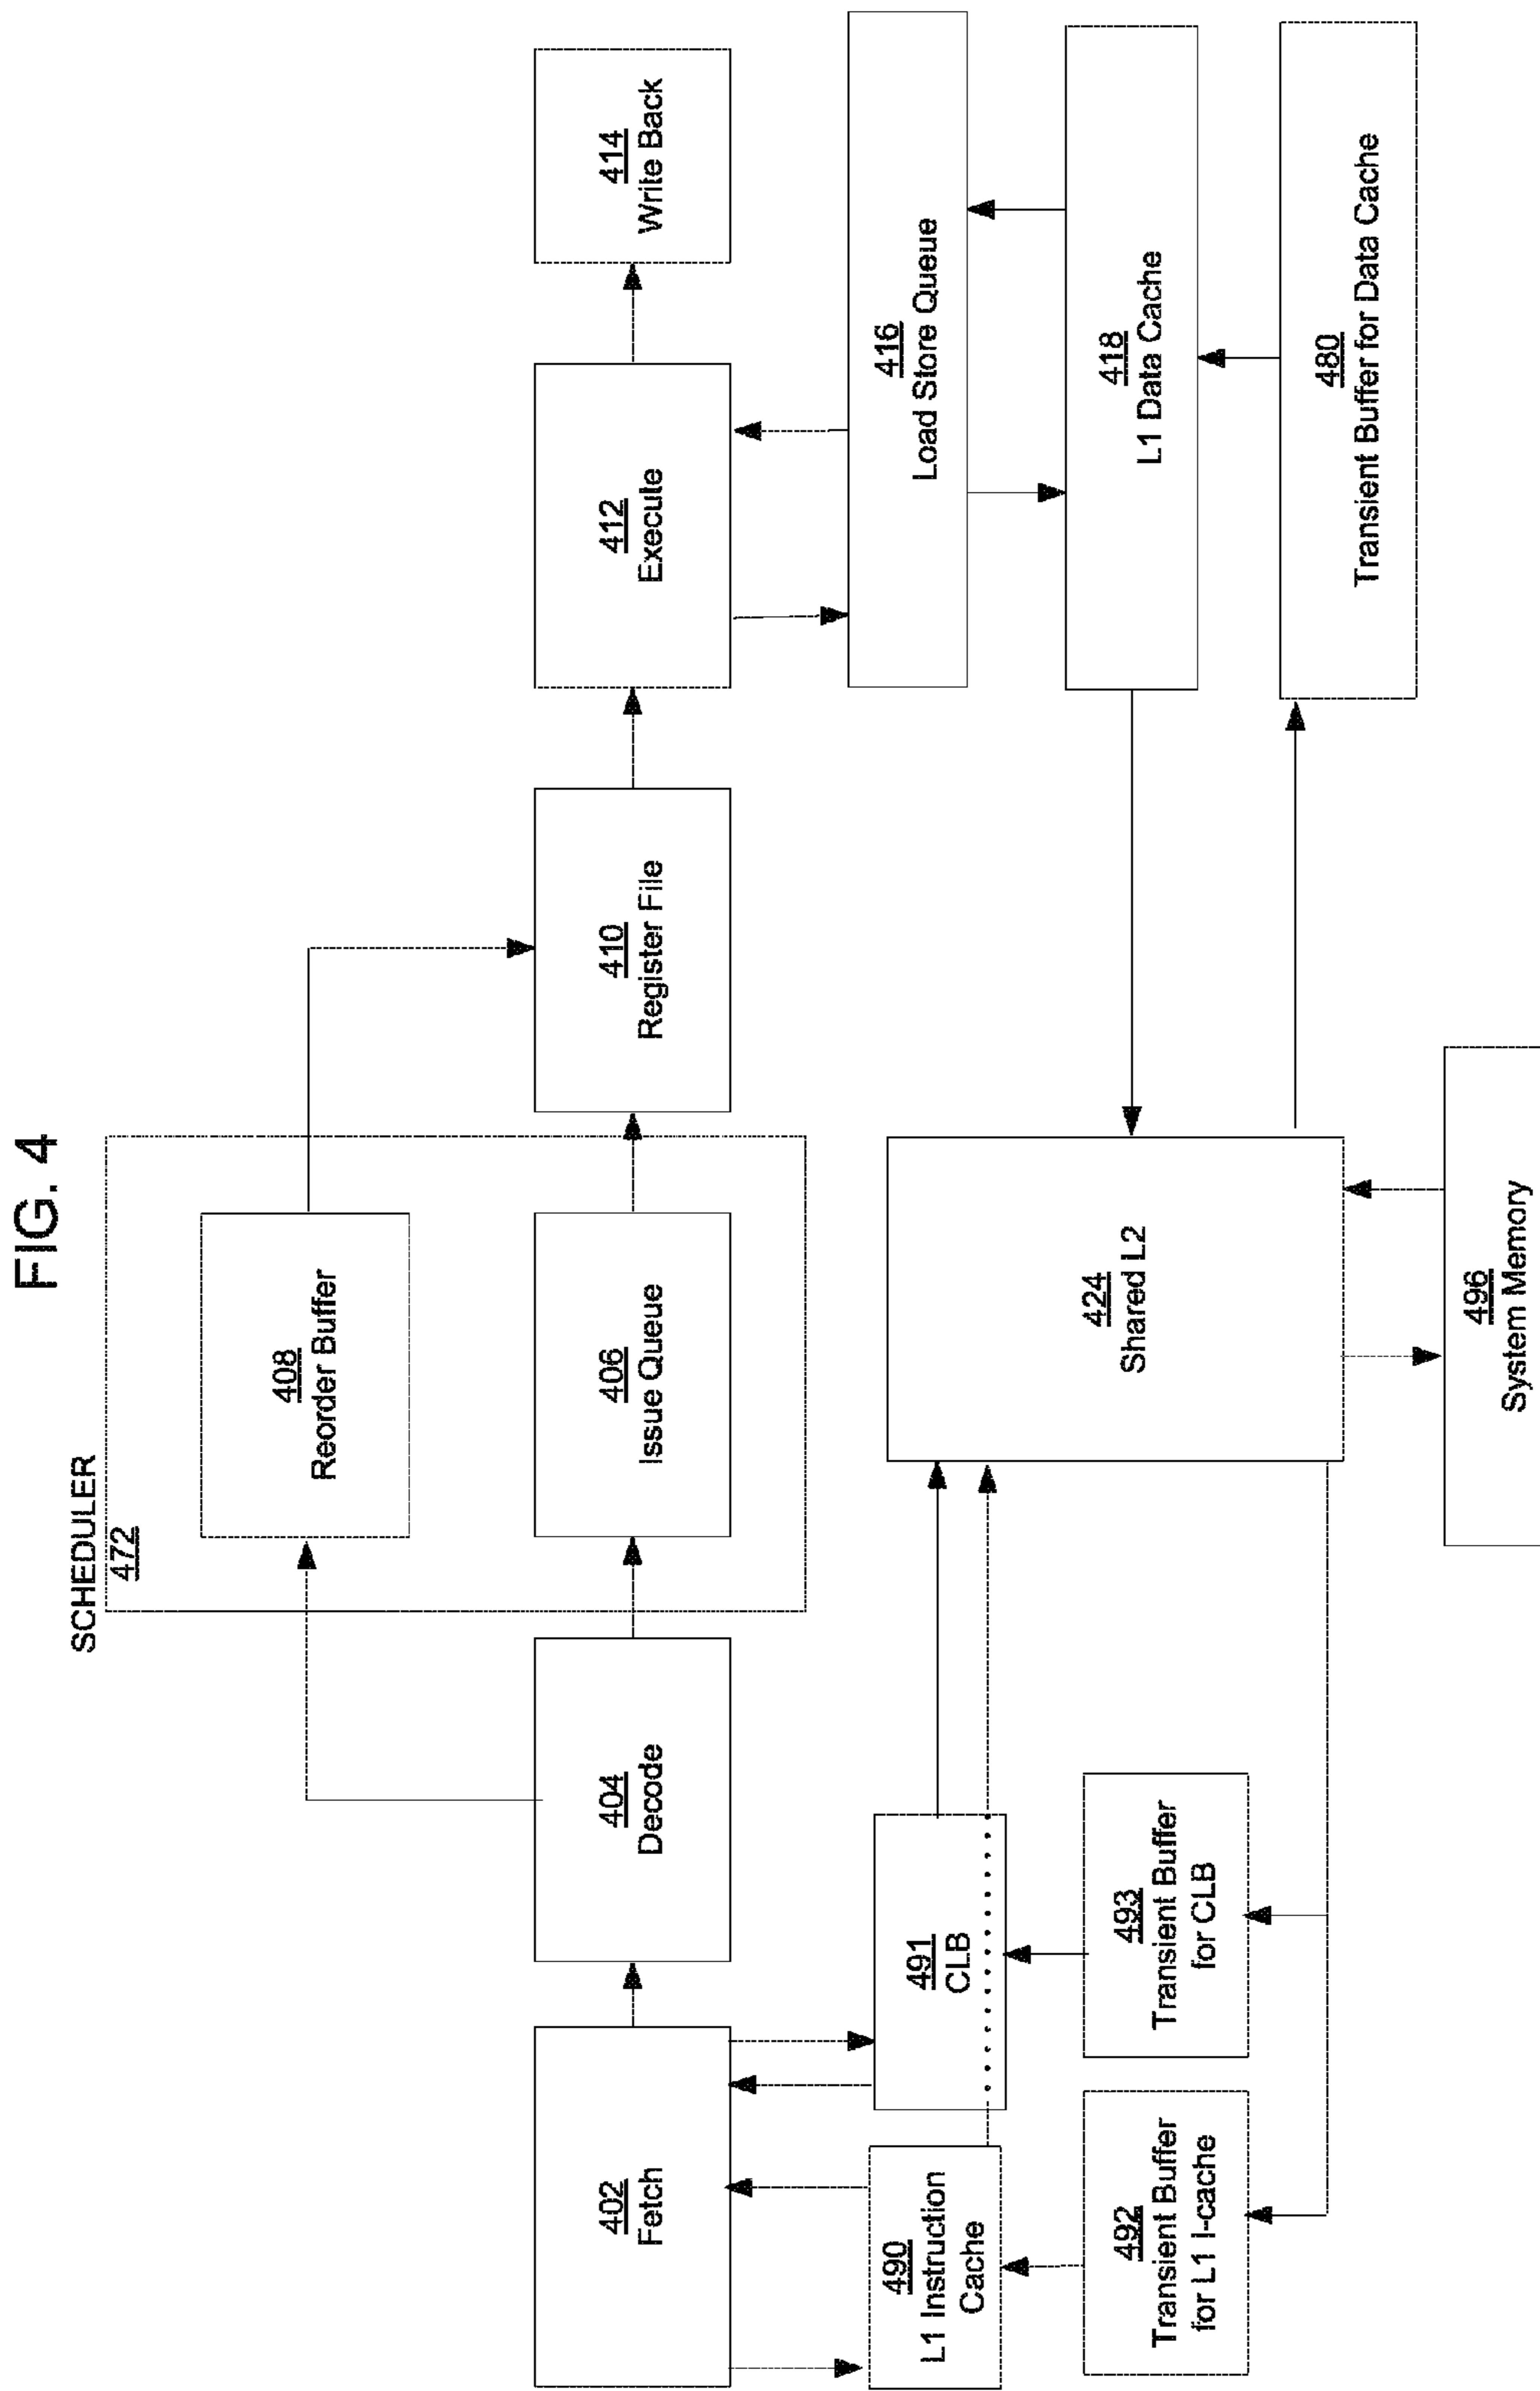 FIG. 4
SCHEDULER
472
408
Reorder Buffer
402
Fetch
404
Decode
406
Issue Queue
410
Register File
412
Execute
414
Write Back
490
L1 Instruction
Cache
491
CLB
424
Shared L2
416
Load Store Queue
418
L1 Data Cache
492
Transient Buffer
for L1 I-cache
493
Transient Buffer
for CLB
480
Transient Buffer for Data Cache
496
System Memory